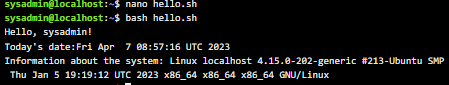 sysadmin@localhost:~$ nano hello.sh
sysadmin@localhost:~$ bash hello.sh
Hello, sysadmin!
Today's date:Fri Apr  7 08:57:16 UTC 2023
Information about the system: Linux localhost 4.15.0-202-generic #213-Ubuntu SMP
 Thu Jan 5 19:19:12 UTC 2023 x86_64 x86_64 x86_64 GNU/Linux